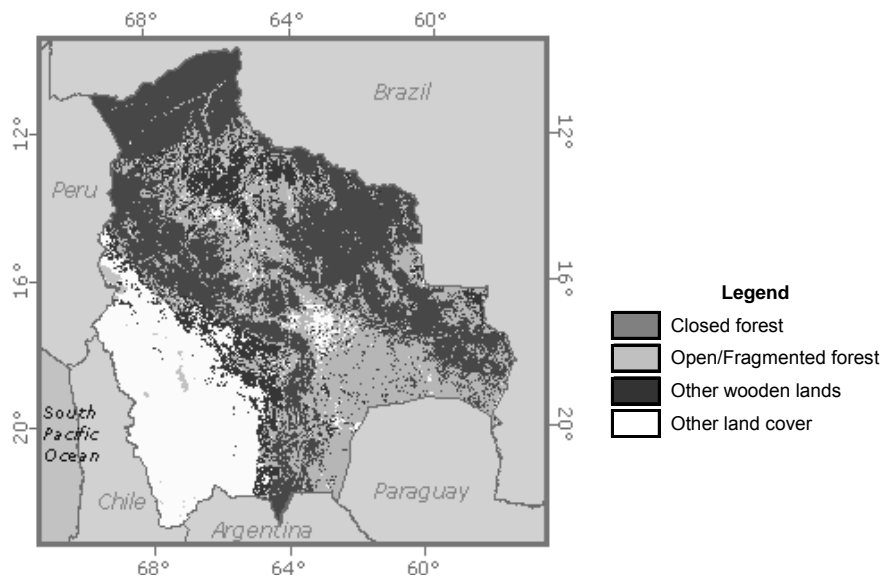 68° 64° 60°
Brazil
12° 12°
Peru
16° 16°
Legend
Closed forest
Open/Fragmented forest
Other wooden lands
Other land cover
South
Pacific
Ocean
20° 20°
Chile
Paraguay
Argentina
68° 64° 60°